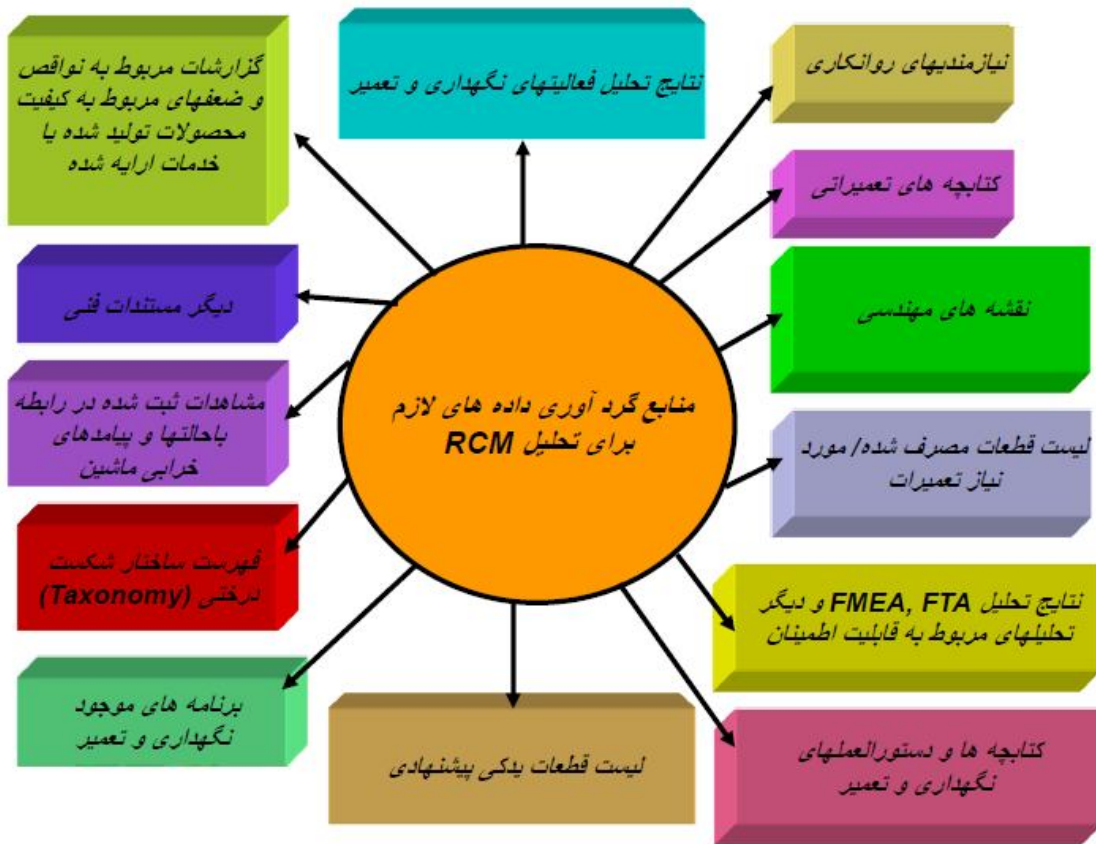 گزارشات مربوط به نواقص
و ضعفهای مربوط به کیفیت
محصولات تولید شده یا
خدمات ارایه شده
نتایج تحلیل فعالیتهای نگهداری و تعمیر
نیازمندیهای روانکاری
کتابچه های تعمیراتی
دیگر مستندات فنی
نقشه های مهندسی
مشاهدات ثبت شده در رابطه
باحالتها و پیامدهای
خرابی ماشین
منابع گرد آوری داده های لازم
برای تحلیل RCM
لیست قطعات مصرف شده/ مورد
نیاز تعمیرات
فهرست ساختار شکست
درختی (Taxonomy)
نتایج تحلیل FMEA, FTA و دیگر
تحلیلهای مربوط به قابلیت اطمینان
برنامه های موجود
نگهداری و تعمیر
لیست قطعات یدکی پیشنهادی
کتابچه ها و دستورالعملهای
نگهداری و تعمیر